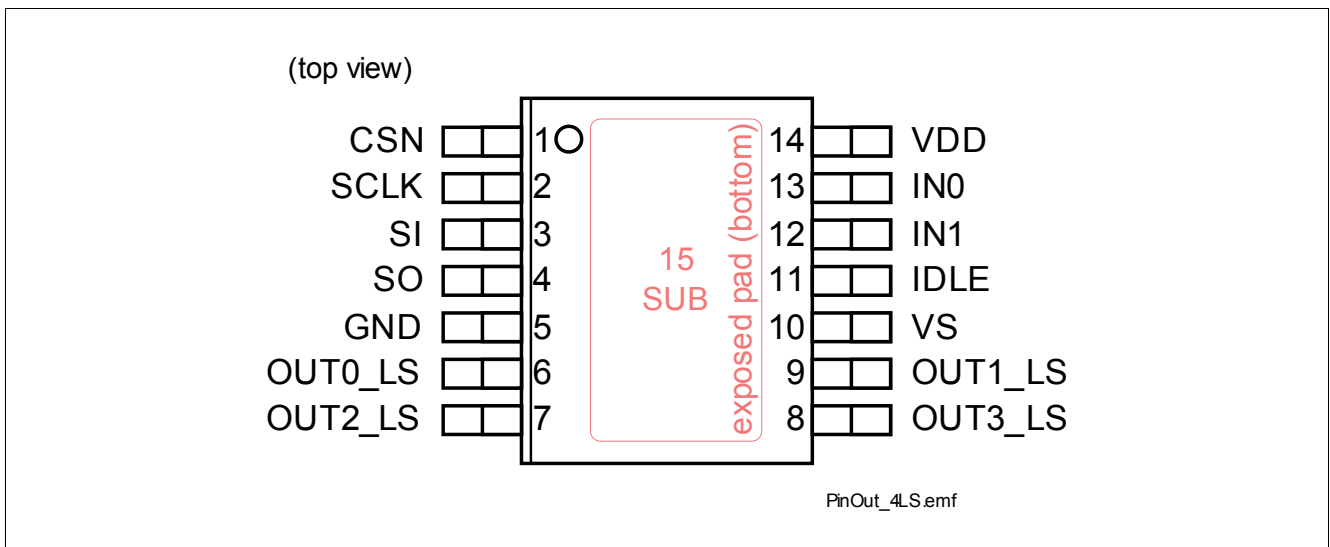 (top view)
CSN 1 14 VDD
SCLK 2 13 IN0
SI 3 12 IN1
SO 4 11 IDLE
GND 5 10 VS
OUT0_LS 6 9 OUT1_LS
OUT2_LS 7 8 OUT3_LS
15
SUB
exposed pad (bottom)
PinOut_4LS.emf